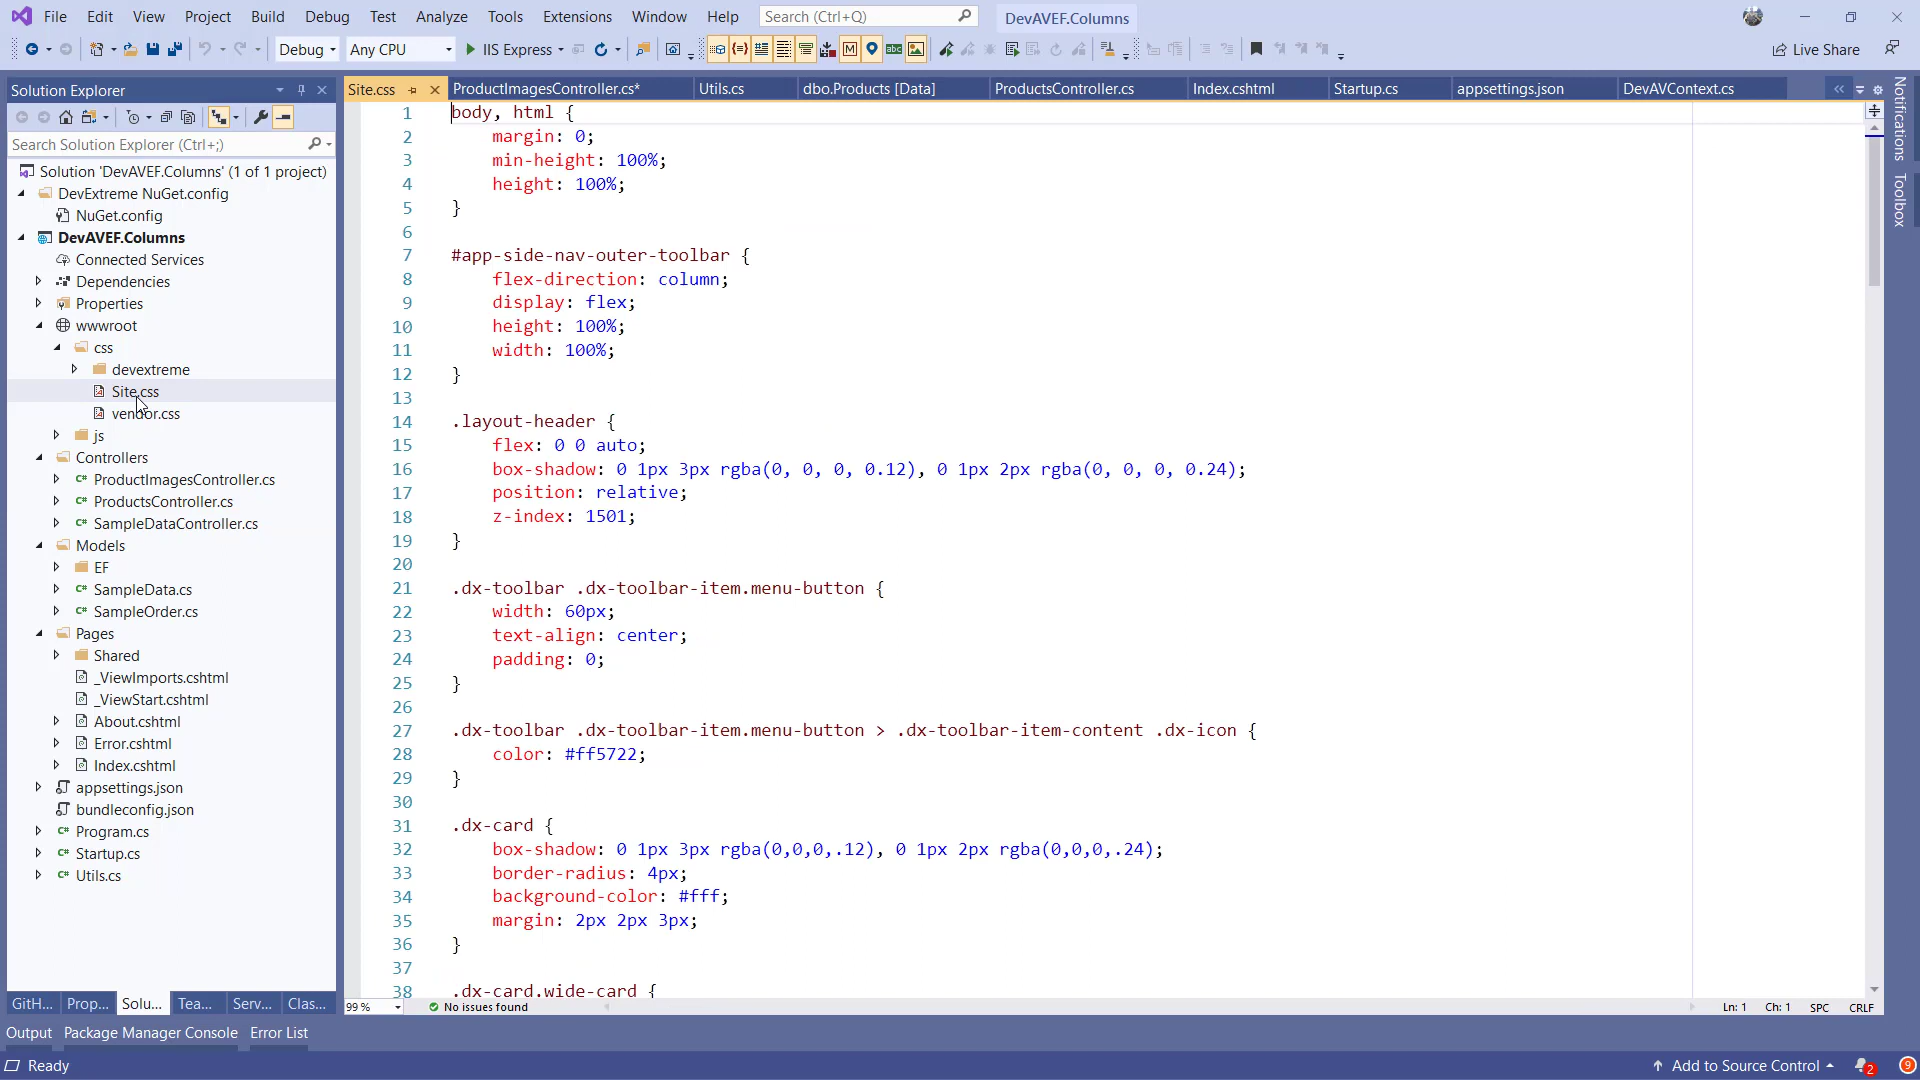 File Edit View Git Project Build Debug Test Analyze Tools Extensions Window Help Search (Ctrl+Q) DevAVEF.Columns
Debug Any CPU IIS Express Live Share
Solution Explorer
Search Solution Explorer (Ctrl+;)
Solution 'DevAVEF.Columns' (1 of 1 project)
DevExtreme NuGet.config
NuGet.config
DevAVEF.Columns
Connected Services
Dependencies
Properties
wwwroot
css
devextreme
Site.css
vendor.css
js
Controllers
ProductImagesController.cs
ProductsController.cs
SampleDataController.cs
Models
EF
SampleData.cs
SampleOrder.cs
Pages
Shared
_ViewImports.cshtml
_ViewStart.cshtml
About.cshtml
Error.cshtml
Index.cshtml
appsettings.json
bundleconfig.json
Program.cs
Startup.cs
Utils.cs
GitH... Prop... Solu... Tea... Serv... Clas...
Site.css ProductImagesController.cs* Utils.cs dbo.Products [Data] ProductsController.cs Index.cshtml Startup.cs appsettings.json DevAVContext.cs
1 body, html {
2 margin: 0;
3 min-height: 100%;
4 height: 100%;
5 }
6
7 #app-side-nav-outer-toolbar {
8 flex-direction: column;
9 display: flex;
10 height: 100%;
11 width: 100%;
12 }
13
14 .layout-header {
15 flex: 0 0 auto;
16 box-shadow: 0 1px 3px rgba(0, 0, 0, 0.12), 0 1px 2px rgba(0, 0, 0, 0.24);
17 position: relative;
18 z-index: 1501;
19 }
20
21 .dx-toolbar .dx-toolbar-item.menu-button {
22 width: 60px;
23 text-align: center;
24 padding: 0;
25 }
26
27 .dx-toolbar .dx-toolbar-item.menu-button > .dx-toolbar-item-content .dx-icon {
28 color: #ff5722;
29 }
30
31 .dx-card {
32 box-shadow: 0 1px 3px rgba(0,0,0,.12), 0 1px 2px rgba(0,0,0,.24);
33 border-radius: 4px;
34 background-color: #fff;
35 margin: 2px 2px 3px;
36 }
37
38 .dx-card.wide-card {
99 % No issues found Ln: 1 Ch: 1 SPC CRLF
Notifications
Toolbox
Output Package Manager Console Error List
Ready Add to Source Control 2 9